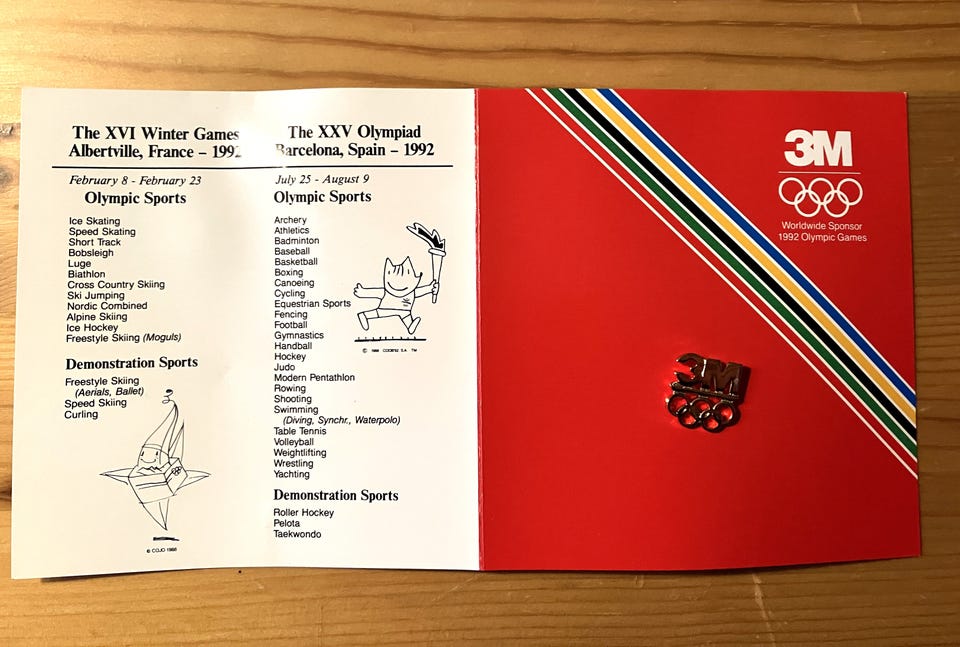 The XVI Winter Games
Albertville, France – 1992
February 8 - February 23
Olympic Sports
Ice Skating
Speed Skating
Short Track
Bobsleigh
Luge
Biathlon
Cross Country Skiing
Ski Jumping
Nordic Combined
Alpine Skiing
Ice Hockey
Freestyle Skiing (Moguls)
Demonstration Sports
Freestyle Skiing
(Aerials, Ballet)
Speed Skiing
Curling
© COJO 1988
The XXV Olympiad
Barcelona, Spain – 1992
July 25 - August 9
Olympic Sports
Archery
Athletics
Badminton
Baseball
Basketball
Boxing
Canoeing
Cycling
Equestrian Sports
Fencing
Football
Gymnastics
Handball
Hockey
Judo
Modern Pentathlon
Rowing
Shooting
Swimming
(Diving, Synchr., Waterpolo)
Table Tennis
Volleyball
Weightlifting
Wrestling
Yachting
© 1988 COOB'92 S.A. TM
Demonstration Sports
Roller Hockey
Pelota
Taekwondo
3M
Worldwide Sponsor
1992 Olympic Games
3M